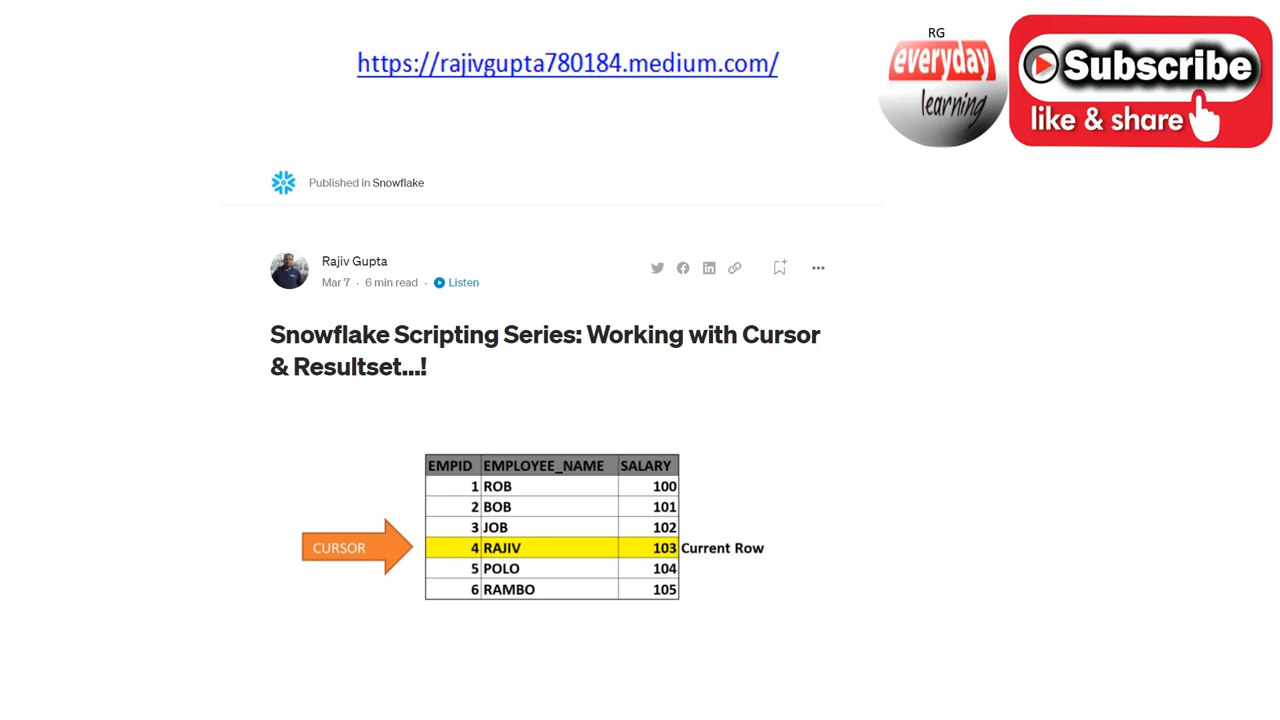 https://rajivgupta780184.medium.com/
RG
everyday
learning
Subscribe
like & share
Published in Snowflake
Rajiv Gupta
Mar 7 · 6 min read · Listen
Snowflake Scripting Series: Working with Cursor
& Resultset...!
EMPID EMPLOYEE_NAME SALARY
1 ROB 100
2 BOB 101
3 JOB 102
CURSOR 4 RAJIV 103 Current Row
5 POLO 104
6 RAMBO 105